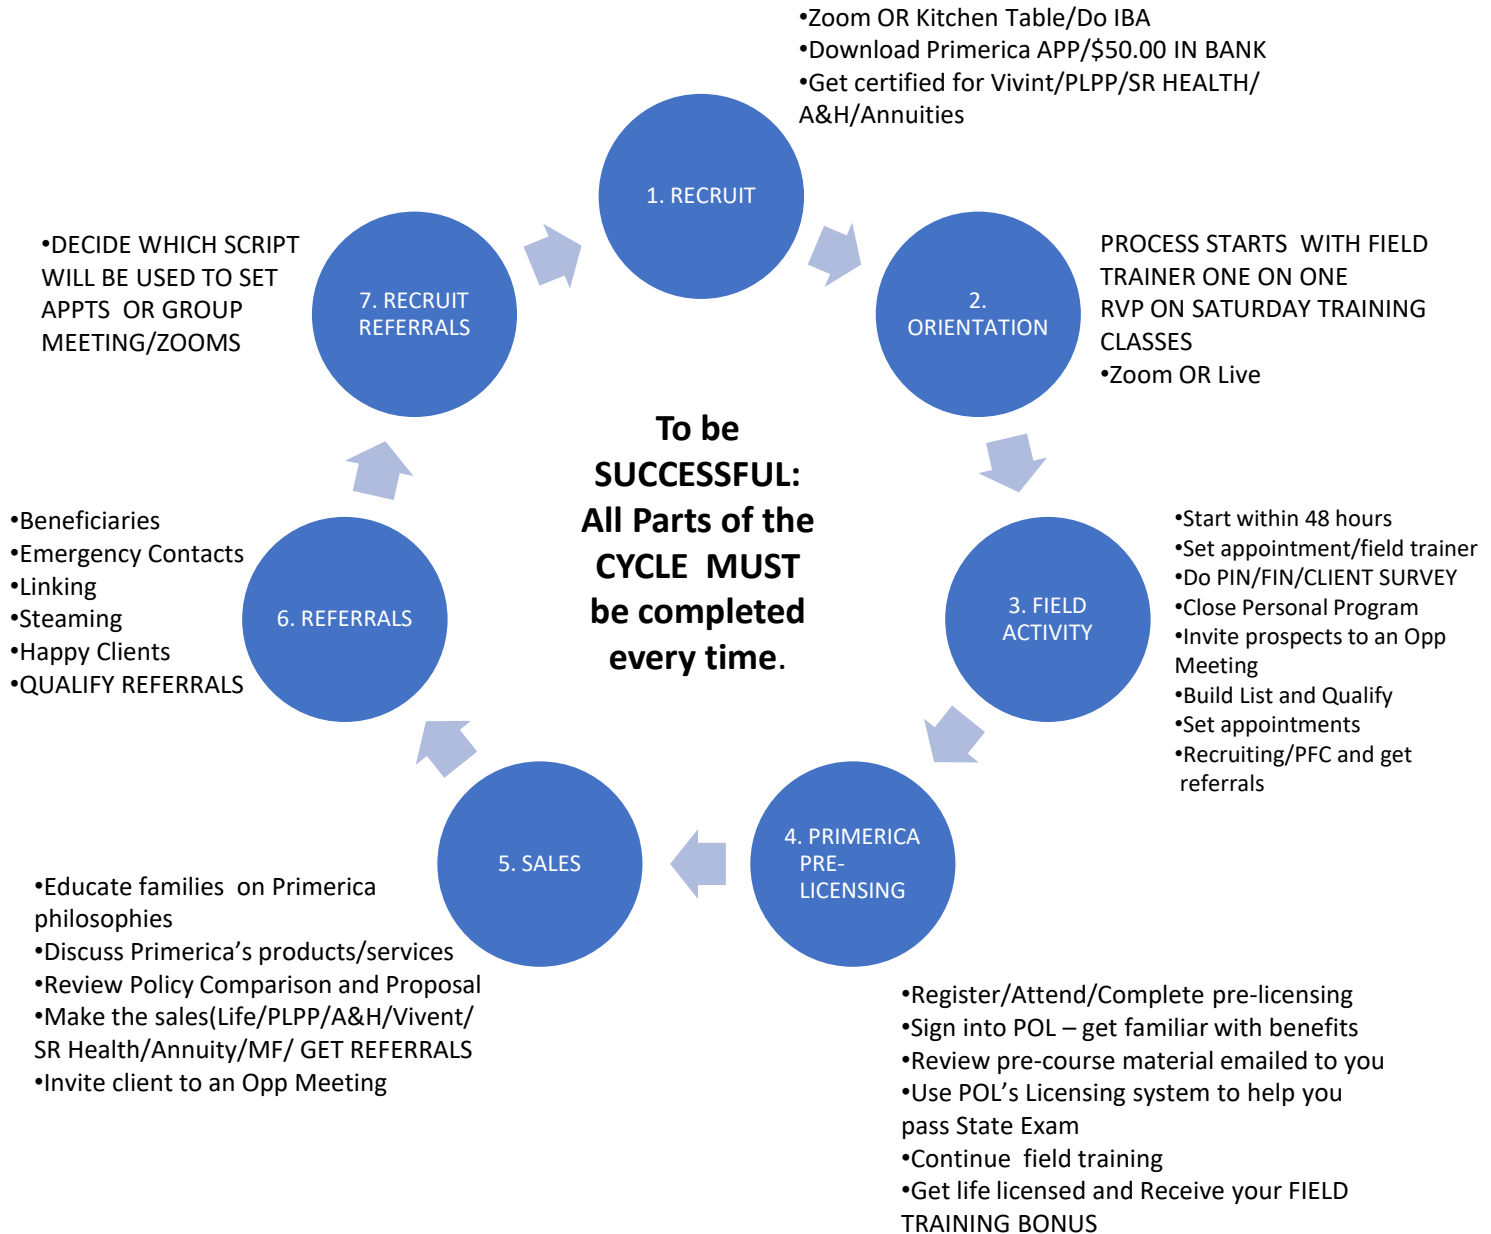 •Zoom OR Kitchen Table/Do IBA
•Download Primerica APP/$50.00 IN BANK
•Get certified for Vivint/PLPP/SR HEALTH/
A&H/Annuities
1. RECRUIT
PROCESS STARTS  WITH FIELD
TRAINER ONE ON ONE
RVP ON SATURDAY TRAINING
CLASSES
•Zoom OR Live
2.
ORIENTATION
•Start within 48 hours
•Set appointment/field trainer
•Do PIN/FIN/CLIENT SURVEY
•Close Personal Program
•Invite prospects to an Opp
Meeting
•Build List and Qualify
•Set appointments
•Recruiting/PFC and get
referrals
3. FIELD
ACTIVITY
4. PRIMERICA
PRE-
LICENSING
•Register/Attend/Complete pre-licensing
•Sign into POL – get familiar with benefits
•Review pre-course material emailed to you
•Use POL’s Licensing system to help you
pass State Exam
•Continue  field training
•Get life licensed and Receive your FIELD
TRAINING BONUS
5. SALES
•Educate families  on Primerica
philosophies
•Discuss Primerica’s products/services
•Review Policy Comparison and Proposal
•Make the sales(Life/PLPP/A&H/Vivent/
SR Health/Annuity/MF/ GET REFERRALS
•Invite client to an Opp Meeting
6. REFERRALS
•Beneficiaries
•Emergency Contacts
•Linking
•Steaming
•Happy Clients
•QUALIFY REFERRALS
7. RECRUIT
REFERRALS
•DECIDE WHICH SCRIPT
WILL BE USED TO SET
APPTS  OR GROUP
MEETING/ZOOMS
To be
SUCCESSFUL:
All Parts of the
CYCLE  MUST
be completed
every time.